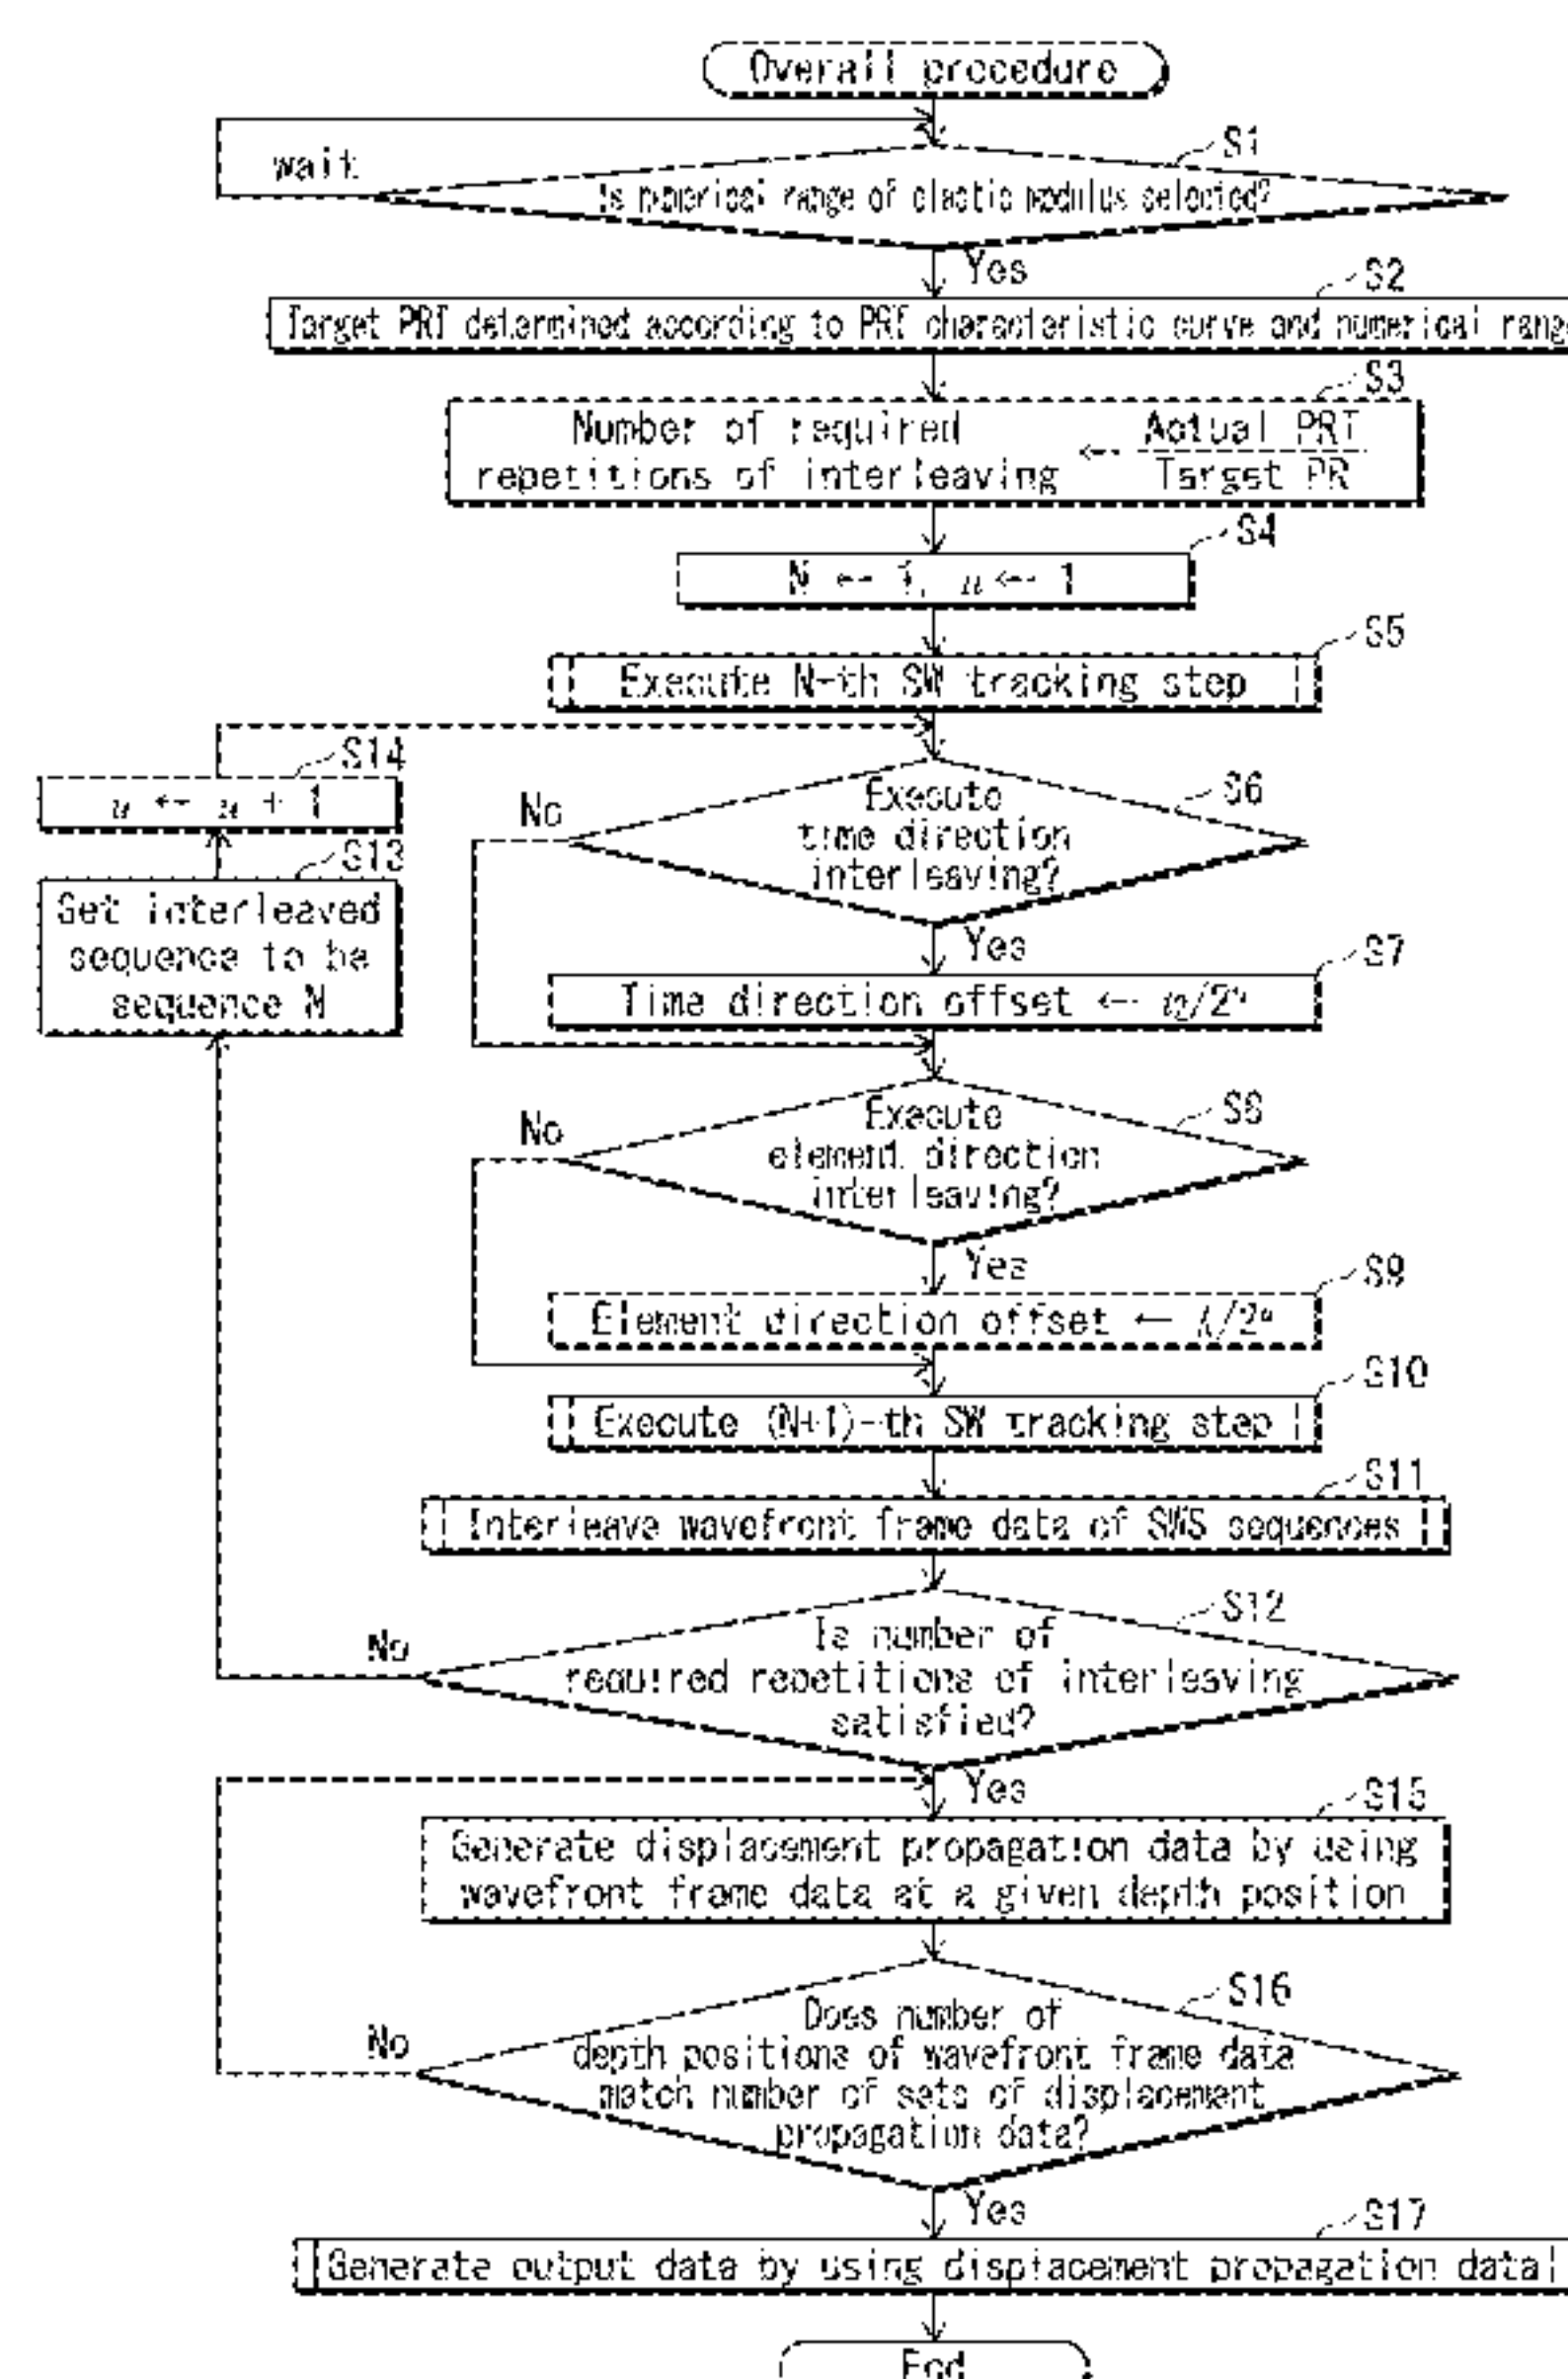 Overall procedure
wait
S1
Is numerical range of elastic modulus selected?
Yes
S2
Target PRT determined according to PRT characteristic curve and numerical
S3
Number of required
repetitions of interleaving
← Actual PRT
Target PR
S4
N ← 1, n ← 1
S5
Execute N-th SW tracking step
S14
n ← n + 1
S6
Execute
time direction
interleaving?
No
Yes
S13
Set interleaved
sequence to be
sequence N
S7
Time direction offset ←
S8
Execute
element direction
interleaving?
No
Yes
S9
Element direction offset ←
S10
Execute (N+1)-th SW tracking step
S11
Interleave wavefront frame data of SWS sequences
S12
Is number of
required repetitions of interleaving
satisfied?
No
Yes
S15
Generate displacement propagation data by using
wavefront frame data at a given depth position
S16
Does number of
depth positions of wavefront frame data
match number of sets of displacement
propagation data?
No
Yes
S17
Generate output data by using displacement propagation data
End